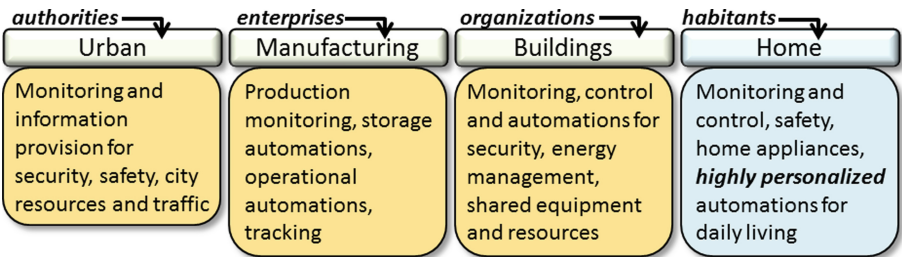 authorities
Urban
Monitoring and
information
provision for
security, safety, city
resources and traffic
enterprises
Manufacturing
Production
monitoring, storage
automations,
operational
automations,
tracking
organizations
Buildings
Monitoring, control
and automations for
security, energy
management,
shared equipment
and resources
habitants
Home
Monitoring and
control, safety,
home appliances,
highly personalized
automations for
daily living